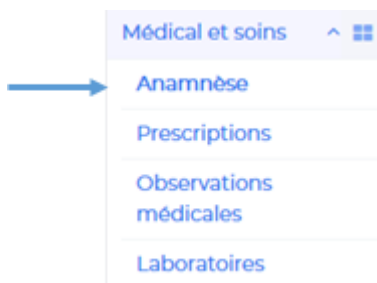 Médical et soins
Anamnèse
Prescriptions
Observations
médicales
Laboratoires